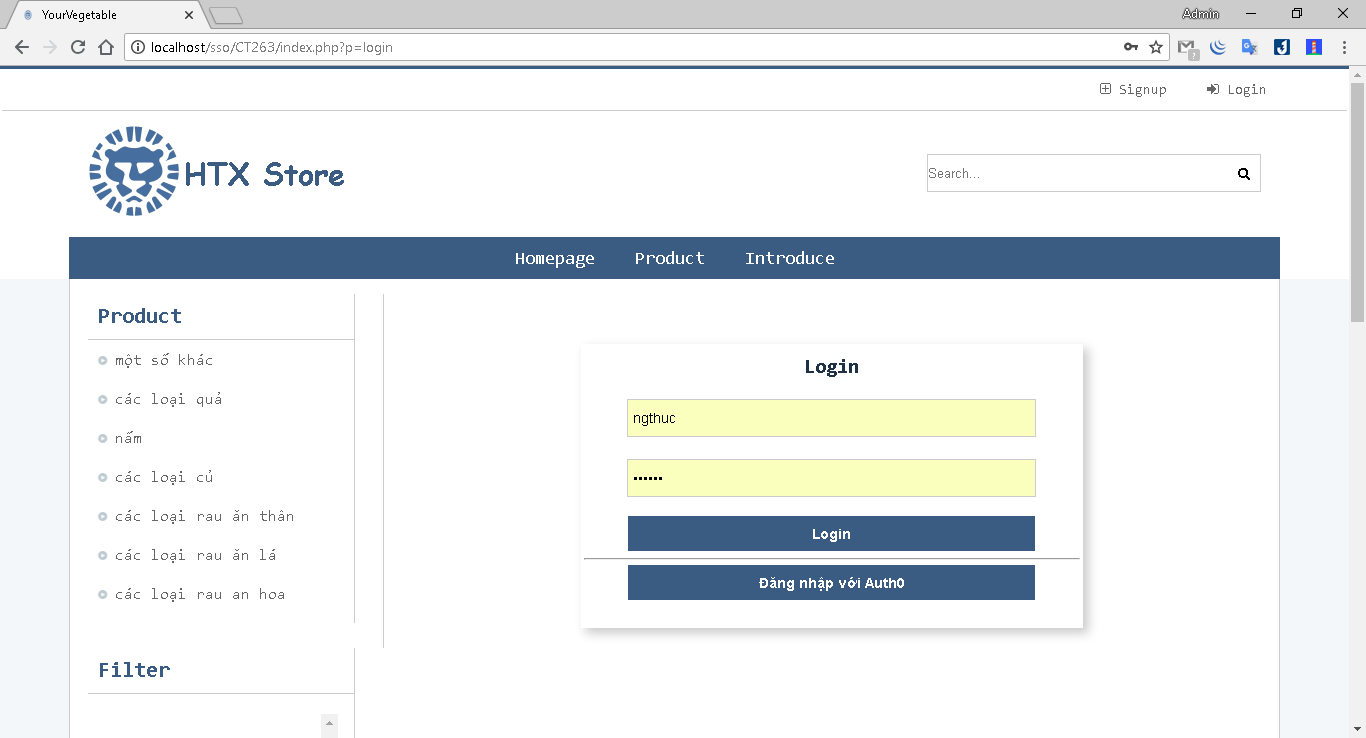 YourVegetable
Admin
localhost/sso/CT263/index.php?p=login
Signup
Login
HTX Store
Search...
Homepage Product Introduce
Product
một số khác
các loại quả
nấm
các loại củ
các loại rau ăn thân
các loại rau ăn lá
các loại rau an hoa
Filter
Login
ngthuc
••••••
Login
Đăng nhập với Auth0